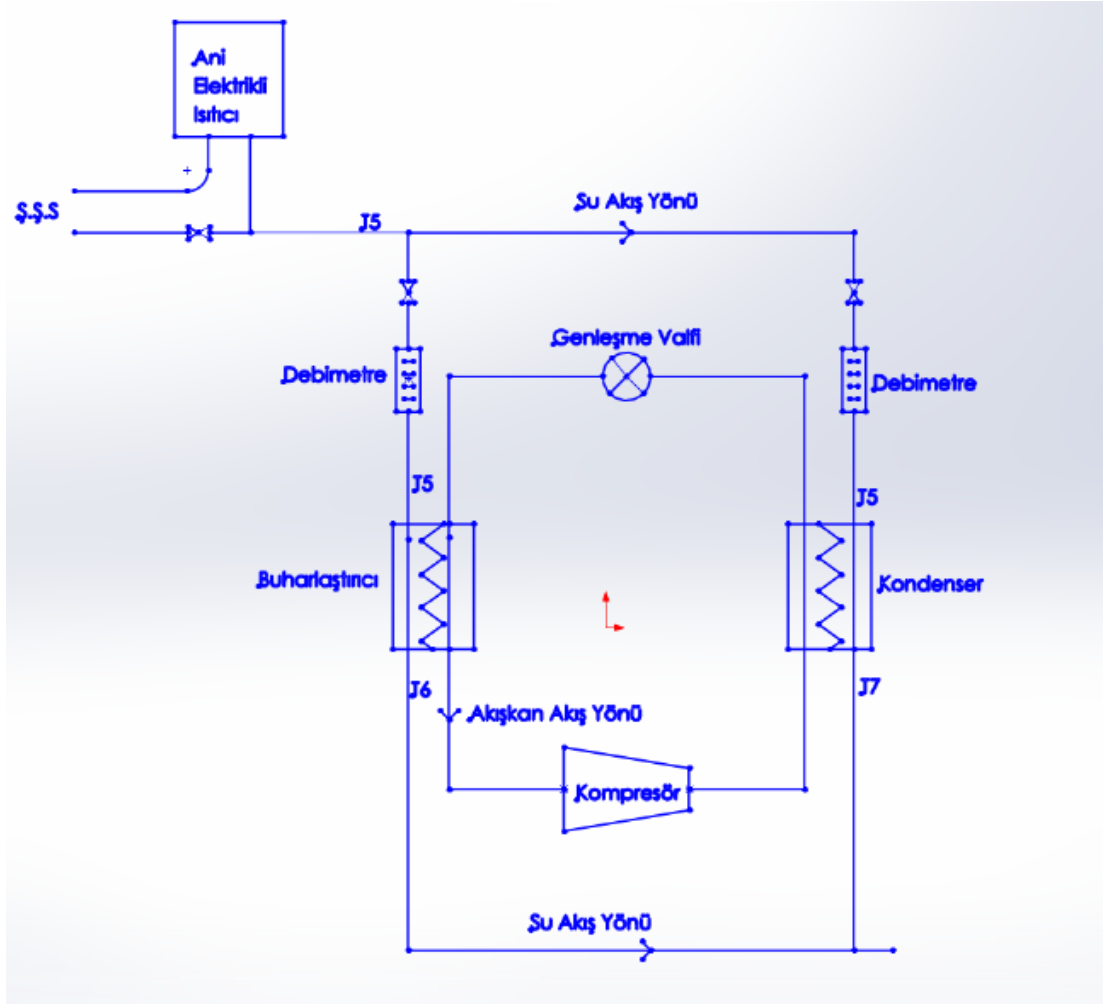 Ani
Elektrikli
Isıtıcı
Ş.Ş.S
J5
Su Akış Yönü
Genleşme Valfi
Debimetre
Debimetre
J5
J5
Buharlaştırıcı
Kondenser
J6
J7
Akışkan Akış Yönü
Kompresör
Su Akış Yönü